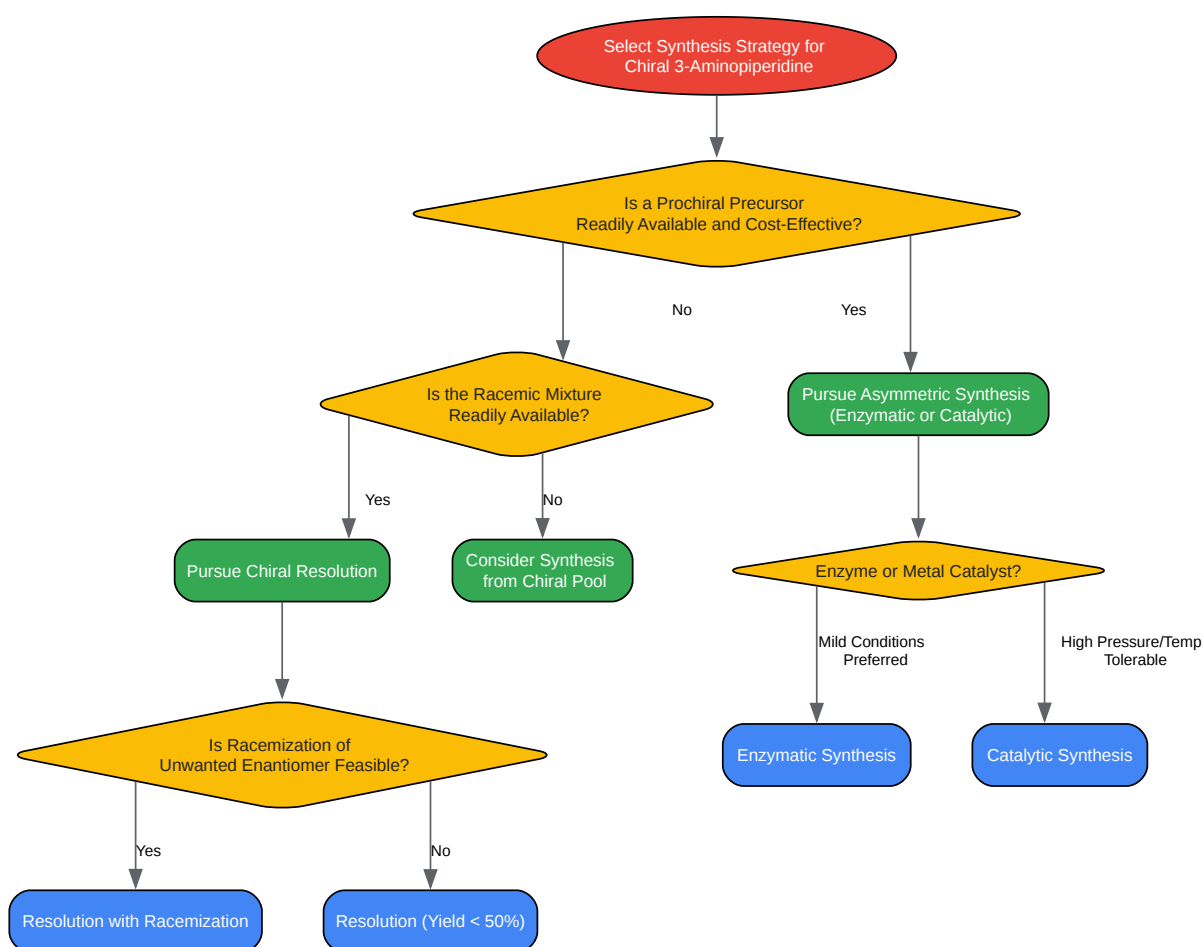 Select Synthesis Strategy for
Chiral 3-Aminopiperidine
Is a Prochiral Precursor
Readily Available and Cost-Effective?
No
Yes
Is the Racemic Mixture
Readily Available?
Pursue Asymmetric Synthesis
(Enzymatic or Catalytic)
Yes
No
Pursue Chiral Resolution
Consider Synthesis
from Chiral Pool
Enzyme or Metal Catalyst?
Mild Conditions
Preferred
High Pressure/Temp
Tolerable
Is Racemization of
Unwanted Enantiomer Feasible?
Enzymatic Synthesis
Catalytic Synthesis
Yes
No
Resolution with Racemization
Resolution (Yield < 50%)